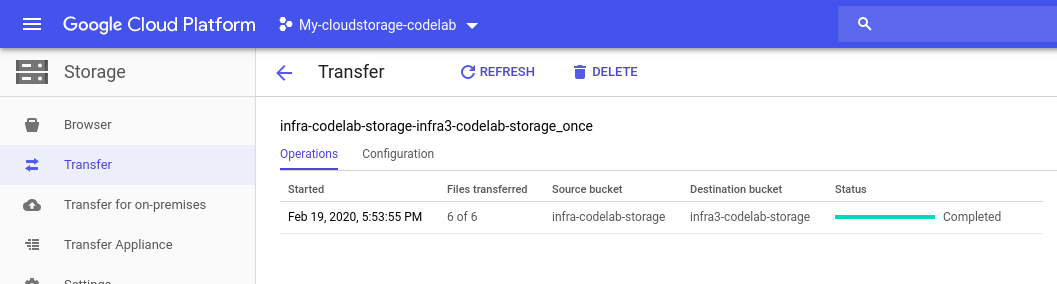 Google Cloud Platform My-cloudstorage-codelab
Storage
Transfer REFRESH DELETE
Browser
Transfer
Transfer for on-premises
Transfer Appliance
Settings
infra-codelab-storage-infra3-codelab-storage_once
Operations Configuration
Started Files transferred Source bucket Destination bucket Status
Feb 19, 2020, 5:53:55 PM 6 of 6 infra-codelab-storage infra3-codelab-storage Completed